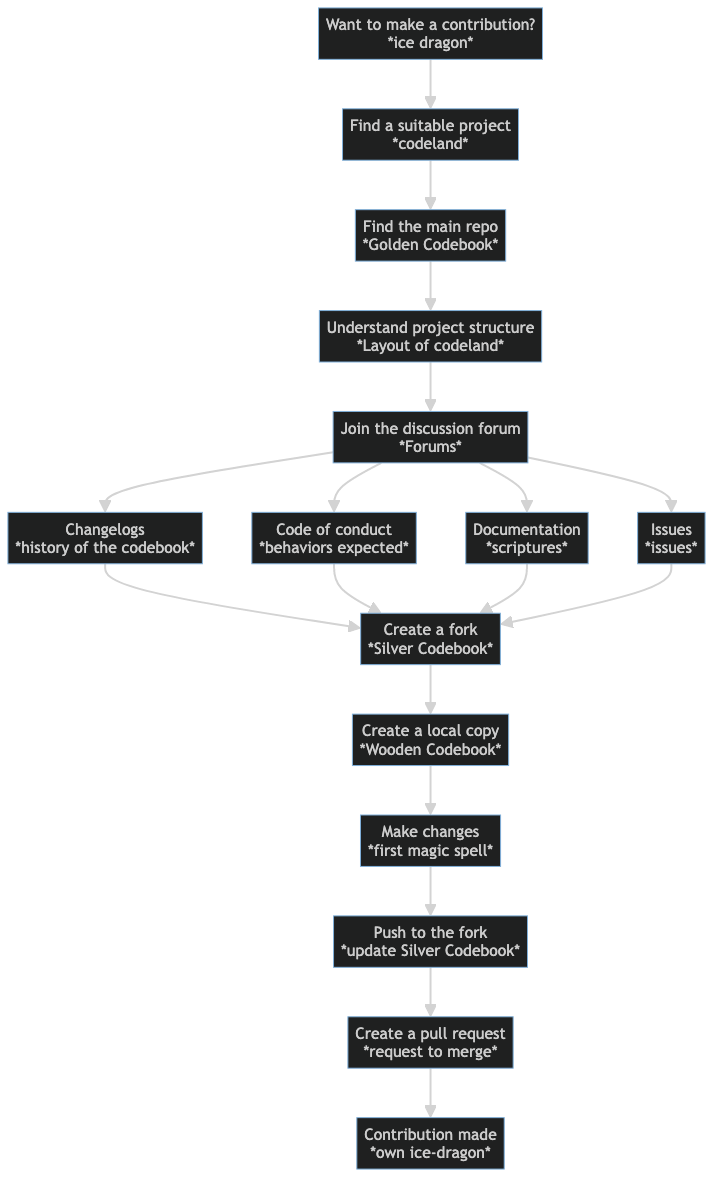 Want to make a contribution?
*ice dragon*
Find a suitable project
*codeland*
Find the main repo
*Golden Codebook*
Understand project structure
*Layout of codeland*
Join the discussion forum
*Forums*
Changelogs
*history of the codebook*
Code of conduct
*behaviors expected*
Documentation
*scriptures*
Issues
*issues*
Create a fork
*Silver Codebook*
Create a local copy
*Wooden Codebook*
Make changes
*first magic spell*
Push to the fork
*update Silver Codebook*
Create a pull request
*request to merge*
Contribution made
*own ice-dragon*